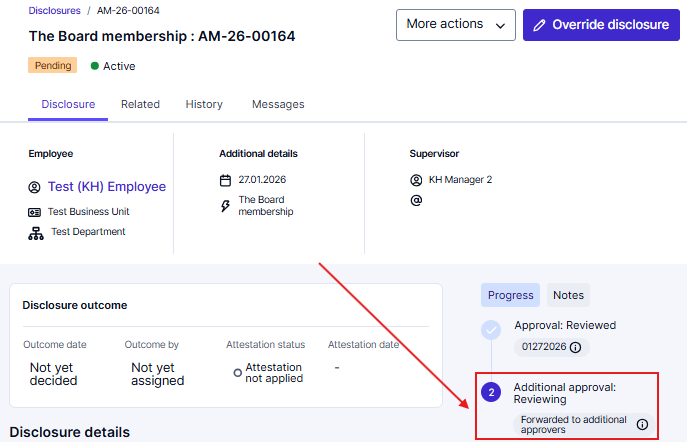 Disclosures / AM-26-00164
The Board membership : AM-26-00164
More actions
Override disclosure
Pending
Active
Disclosure Related History Messages
Employee
Test (KH) Employee
Test Business Unit
Test Department
Additional details
27.01.2026
The Board
membership
Supervisor
KH Manager 2
@
Disclosure outcome
Outcome date Outcome by Attestation status Attestation date
Not yet
decided
Not yet
assigned
Attestation
not applied
-
Disclosure details
Progress Notes
Approval: Reviewed
01272026
2
Additional approval:
Reviewing
Forwarded to additional
approvers